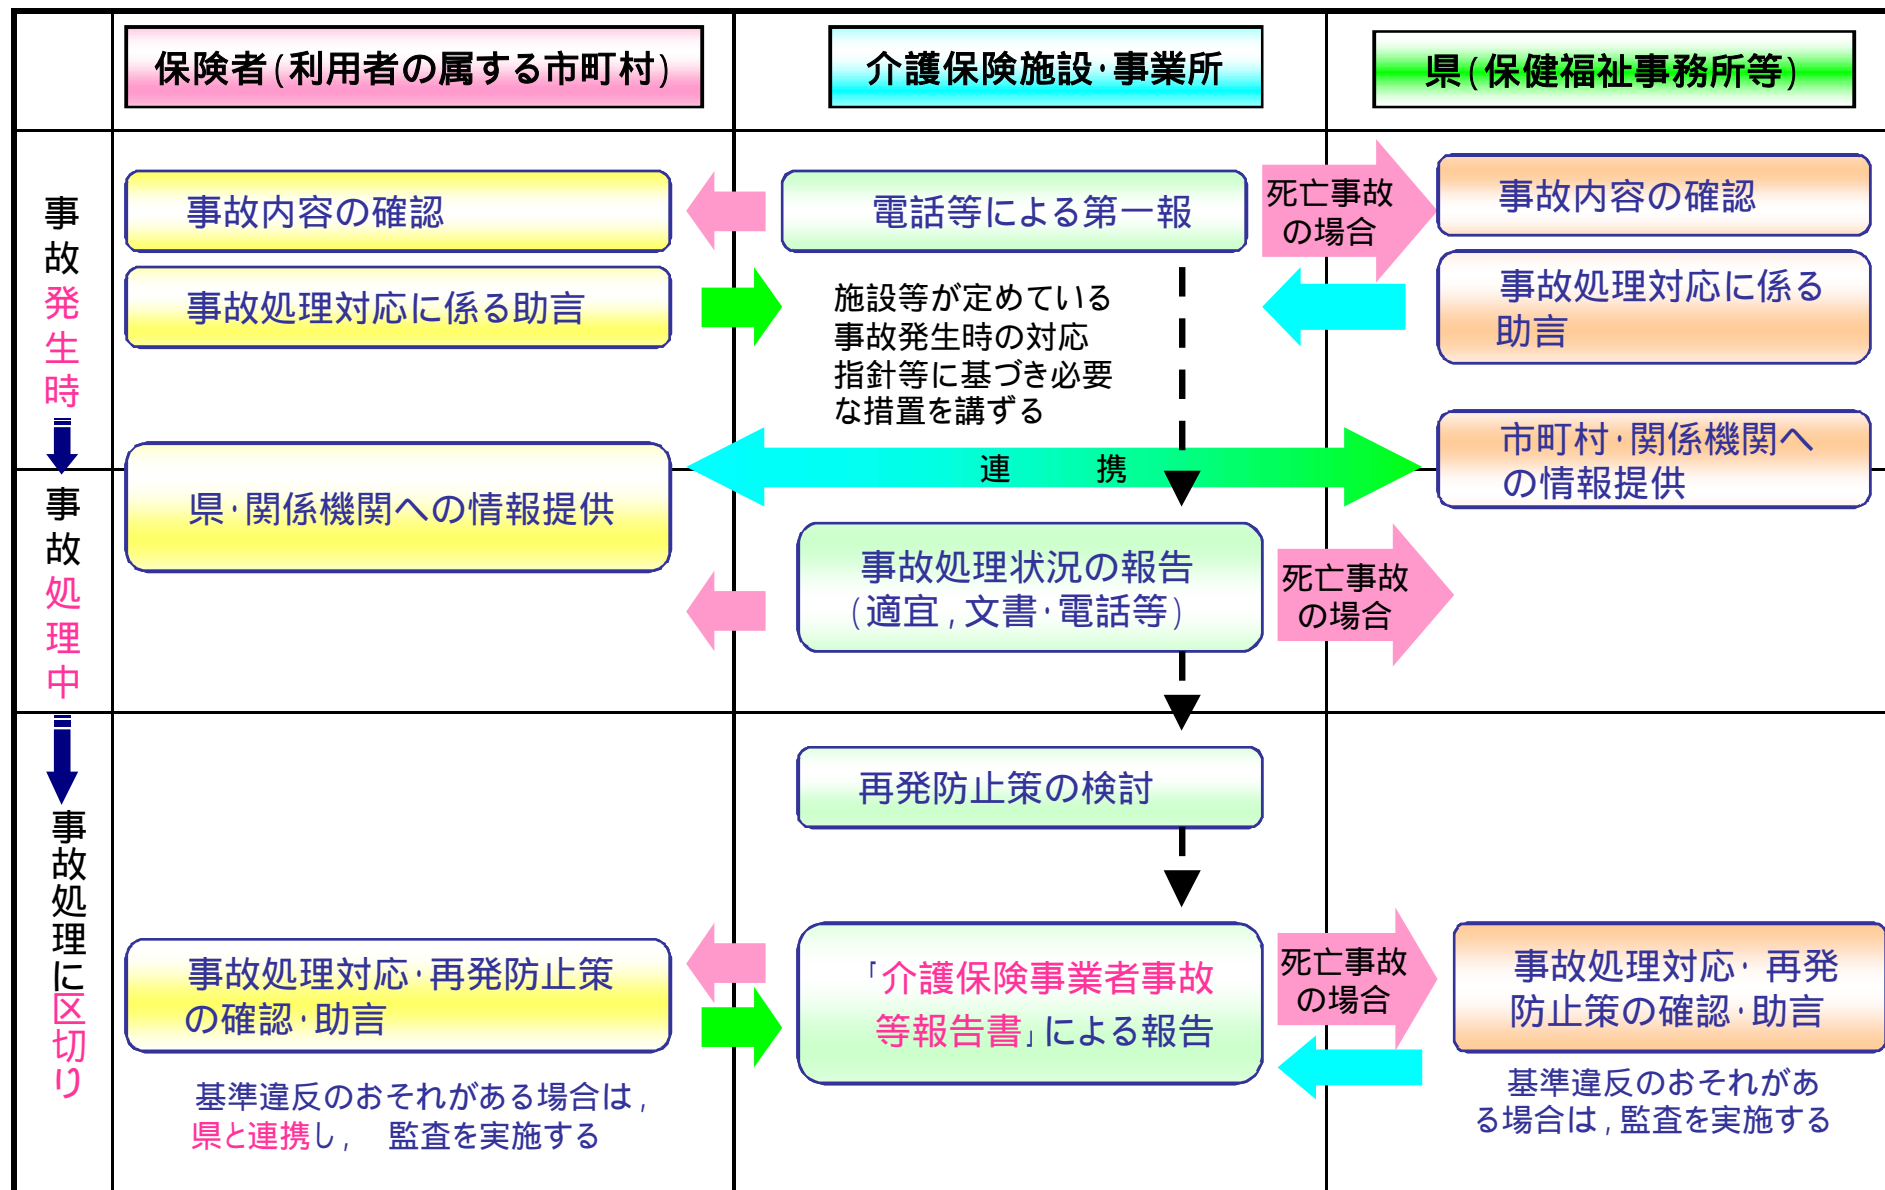 保険者(利用者の属する市町村)
介護保険施設・事業所
県(保健福祉事務所等)
事故発生時
事故内容の確認
電話等による第一報
死亡事故
の場合
事故内容の確認
事故処理対応に係る助言
施設等が定めている
事故発生時の対応
指針等に基づき必要
な措置を講ずる
事故処理対応に係る
助言
連　携
市町村・関係機関へ
の情報提供
事故処理中
県・関係機関への情報提供
事故処理状況の報告
(適宜,文書・電話等)
死亡事故
の場合
事故処理に区切り
再発防止策の検討
事故処理対応・再発防止策
の確認・助言
「介護保険事業者事故
等報告書」による報告
死亡事故
の場合
事故処理対応・再発
防止策の確認・助言
基準違反のおそれがある場合は,
県と連携し,　監査を実施する
基準違反のおそれがあ
る場合は,監査を実施する